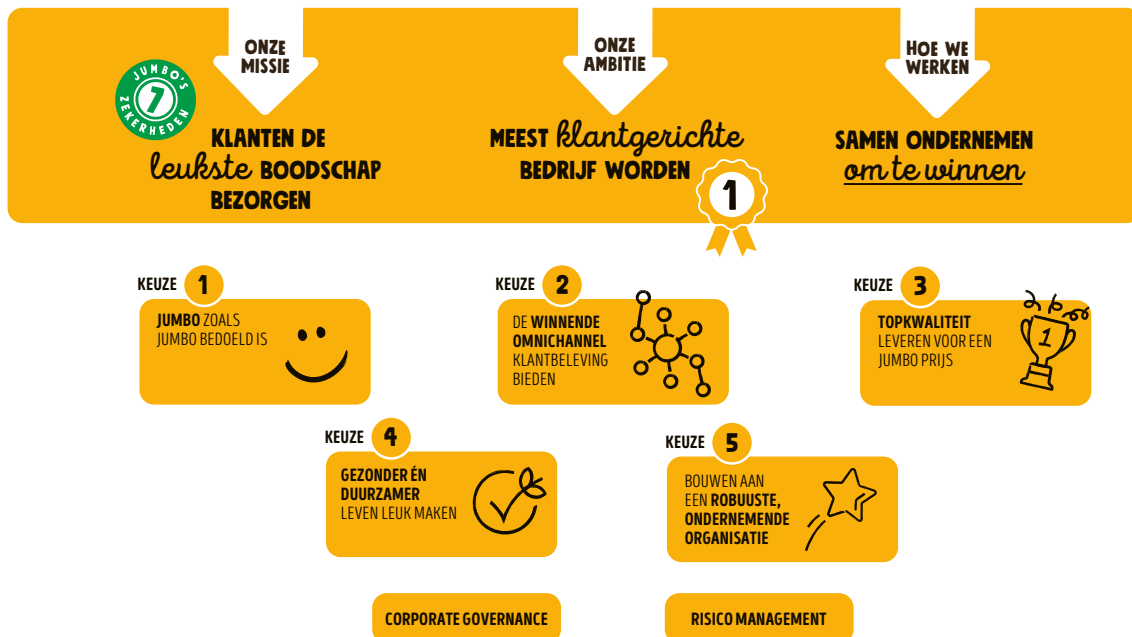 ONZE
MISSIE
JUMBO'S
7
ZEKERHEDEN
KLANTEN DE
leukste BOODSCHAP
BEZORGEN
ONZE
AMBITIE
MEEST klantgerichte
BEDRIJF WORDEN
1
HOE WE
WERKEN
SAMEN ONDERNEMEN
om te winnen
KEUZE 1
JUMBO ZOALS
JUMBO BEDOELD IS
KEUZE 2
DE WINNENDE
OMNICHANNEL
KLANTBELEVING
BIEDEN
KEUZE 3
TOPKWALITEIT
LEVEREN VOOR EEN
JUMBO PRIJS
1
KEUZE 4
GEZONDER ÉN
DUURZAMER
LEVEN LEUK MAKEN
KEUZE 5
BOUWEN AAN
EEN ROBUUSTE,
ONDERNEMENDE
ORGANISATIE
CORPORATE GOVERNANCE
RISICO MANAGEMENT